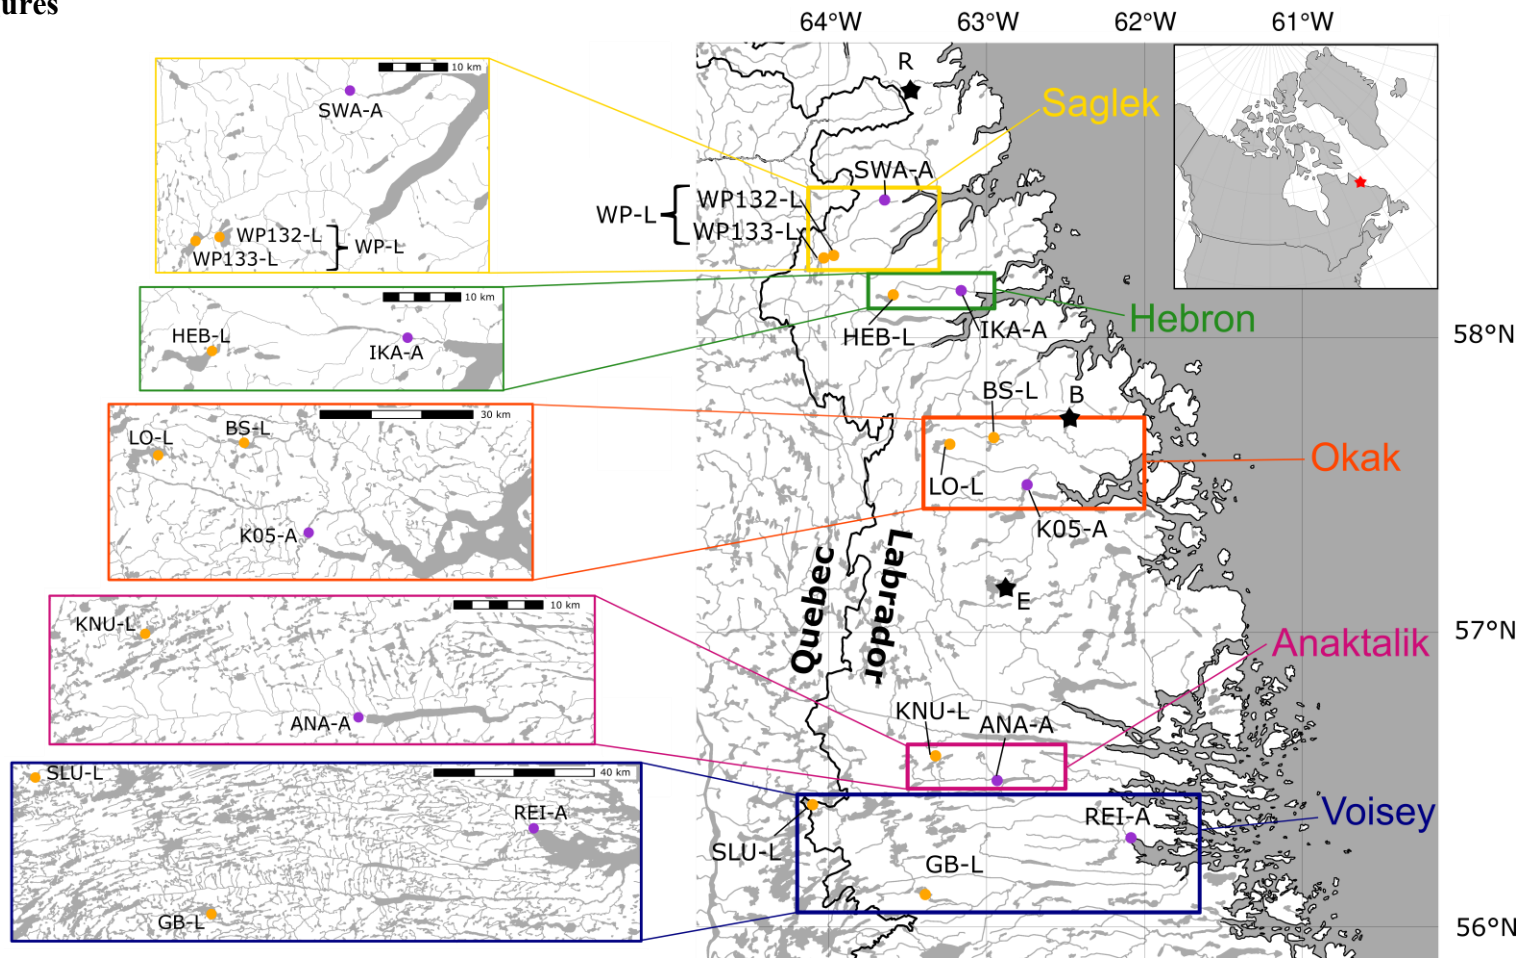 ures
64°W 63°W 62°W 61°W
10 km
SWA-A
WP132-L
WP133-L
WP-L
10 km
HEB-L
IKA-A
30 km
LO-L
BS-L
K05-A
10 km
KNU-L
ANA-A
40 km
SLU-L
REI-A
GB-L
R
Saglek
SWA-A
WP-L
WP132-L
WP133-L
Hebron
HEB-L
IKA-A
58°N
BS-L
B
Okak
LO-L
K05-A
Quebec
Labrador
E
57°N
Anaktalik
KNU-L
ANA-A
Voisey
REI-A
SLU-L
GB-L
56°N